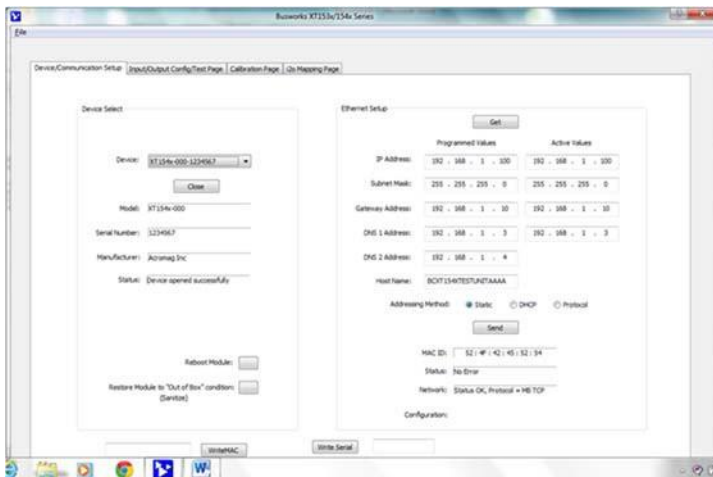 Busworks XT153x/154x Series
File
Device/Communication Setup Input/Output Config/Test Page Calibration Page i2o Mapping Page
Device Select
Device: XT154x-000-1234567
Close
Model: XT154x-000
Serial Number: 1234567
Manufacturer: Acromag Inc
Status: Device opened successfully
Reboot Module:
Restore Module to "Out of Box" condition:
(Sanitize)
WriteMAC
Write Serial
Ethernet Setup
Get
Programmed Values Active Values
IP Address: 192 . 168 . 1 . 100 192 . 168 . 1 . 100
Subnet Mask: 255 . 255 . 255 . 0 255 . 255 . 255 . 0
Gateway Address: 192 . 168 . 1 . 10 192 . 168 . 1 . 10
DNS 1 Address: 192 . 168 . 1 . 3 192 . 168 . 1 . 3
DNS 2 Address: 192 . 168 . 1 . 4
Host Name: BCXT154XTESTUNITAAAA
Addressing Method: Static DHCP Protocol
Send
MAC ID: 52 : 4F : 42 : 45 : 52 : 54
Status: No Error
Network: Status OK, Protocol = MB TCP
Configuration: